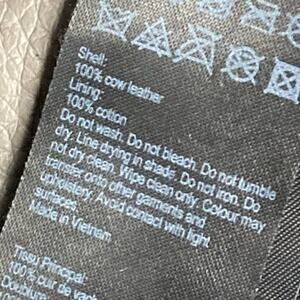 Shell:
100% cow leather
Lining:
100% cotton
Do not wash. Do not bleach. Do not tumble
dry. Line drying in shade. Do not iron. Do
not dry clean. Wipe clean only. Colour may
transfer onto other garments and
upholstery. Avoid contact with light
surfaces.
Made in Vietnam
Tissu Principal:
100% cuir de vache
Doublure